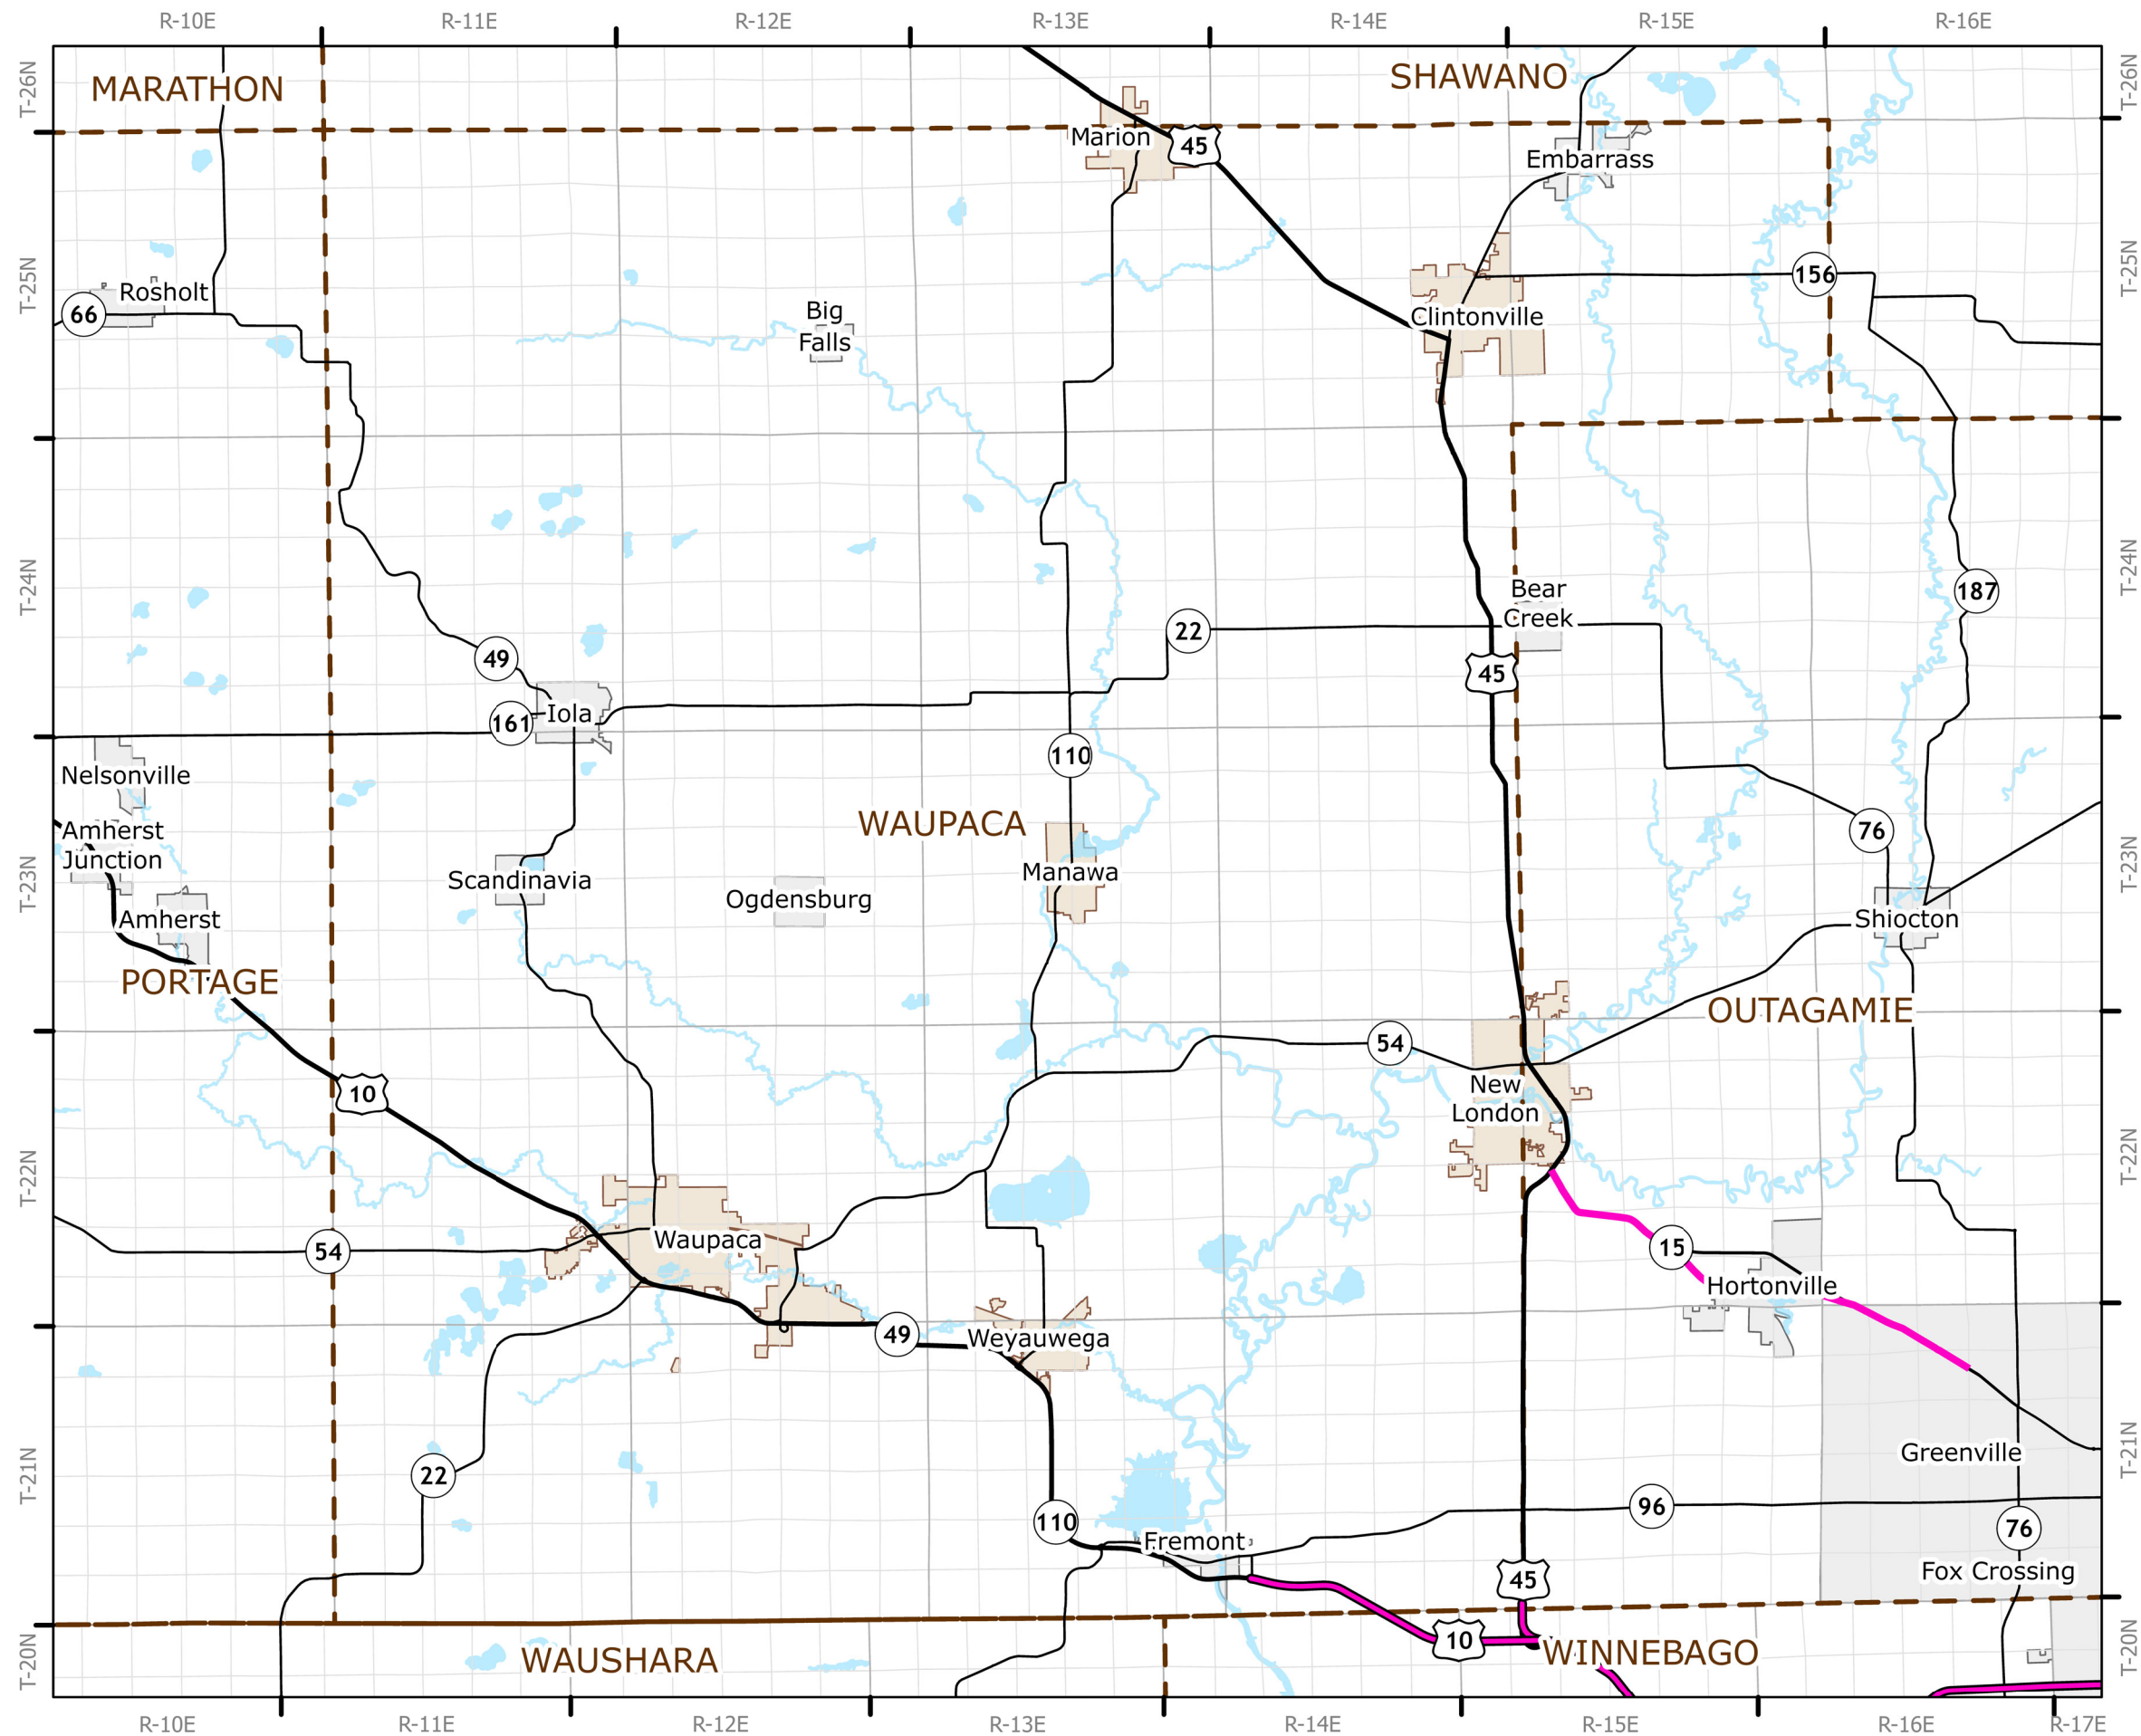 R-10E R-11E R-12E R-13E R-14E R-15E R-16E
T-26N MARATHON SHAWANO T-26N
Marion 45 Embarrass
T-25N Rosholt 156 T-25N
66 Big
Falls Clintonville
T-24N Bear
Creek 187 T-24N
49 22 45
161 Iola
Nelsonville 110
Amherst
Junction WAUPACA 76
T-23N Scandinavia Ogdensburg Manawa T-23N
Amherst Shiocton
PORTAGE OUTAGAMIE
10 54 New
London
T-22N T-22N
54 Waupaca 15
49 Weyauwega Hortonville
T-21N 22 Greenville T-21N
110 Fremont 96 76
45 Fox Crossing
T-20N WAUSHARA 10 WINNEBAGO T-20N
R-10E R-11E R-12E R-13E R-14E R-15E R-16E R-17E